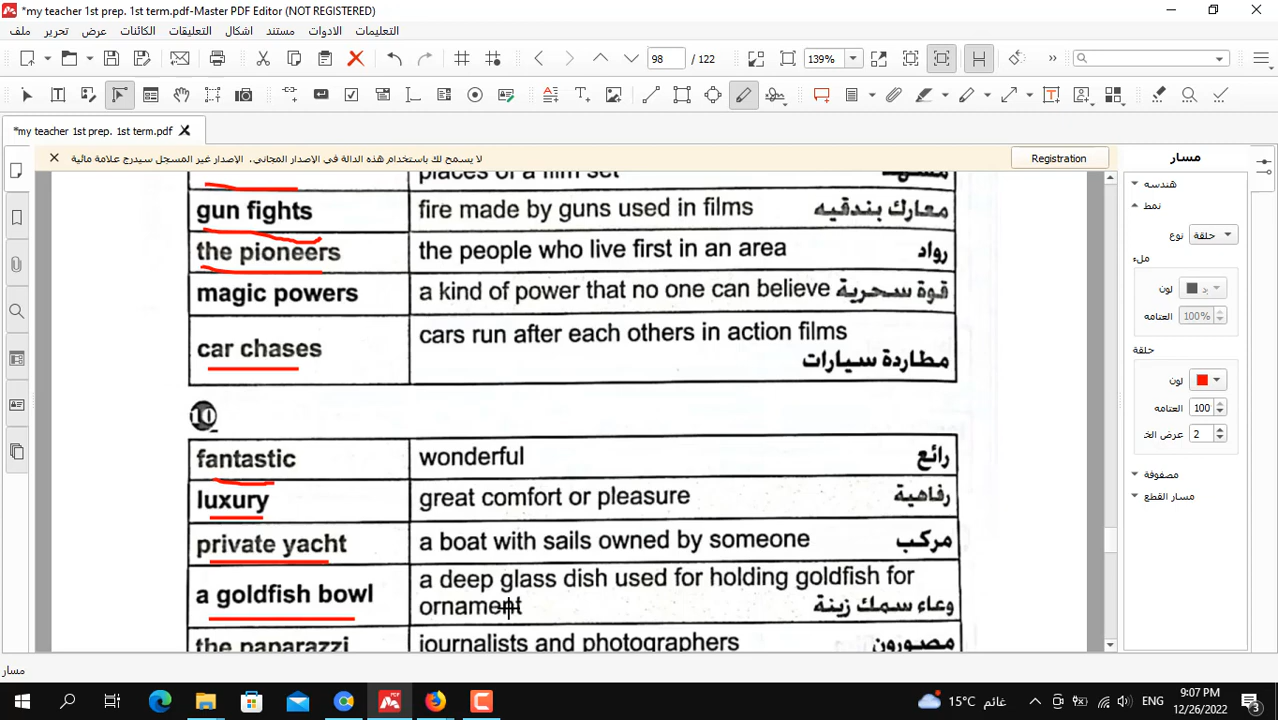 *my teacher 1st prep. 1st term.pdf-Master PDF Editor (NOT REGISTERED)
ملف تحرير عرض الكائنات التعليقات اشكال مستند الادوات التعليمات
98 / 122 139%
*my teacher 1st prep. 1st term.pdf
لا يسمح لك باستخدام هذه الدالة في الإصدار المجاني. الإصدار غير المسجل سيدرج علامة مائية
Registration
مسار
هندسه
نمط
نوع حلقة
ملء
لون
العتامه 100%
حلقة
لون
العتامه 100
عرض الخ 2
مصفوفة
مسار القطع
places of a film set مشهد
gun fights fire made by guns used in films معارك بندقيه
the pioneers the people who live first in an area رواد
magic powers a kind of power that no one can believe قوة سحرية
car chases cars run after each others in action films
مطاردة سيارات
10
fantastic wonderful رائع
luxury great comfort or pleasure رفاهية
private yacht a boat with sails owned by someone مركب
a goldfish bowl a deep glass dish used for holding goldfish for
ornament وعاء سمك زينة
the paparazzi journalists and photographers مصورون
مسار
15°C غائم
ENG
9:07 PM
12/26/2022
3